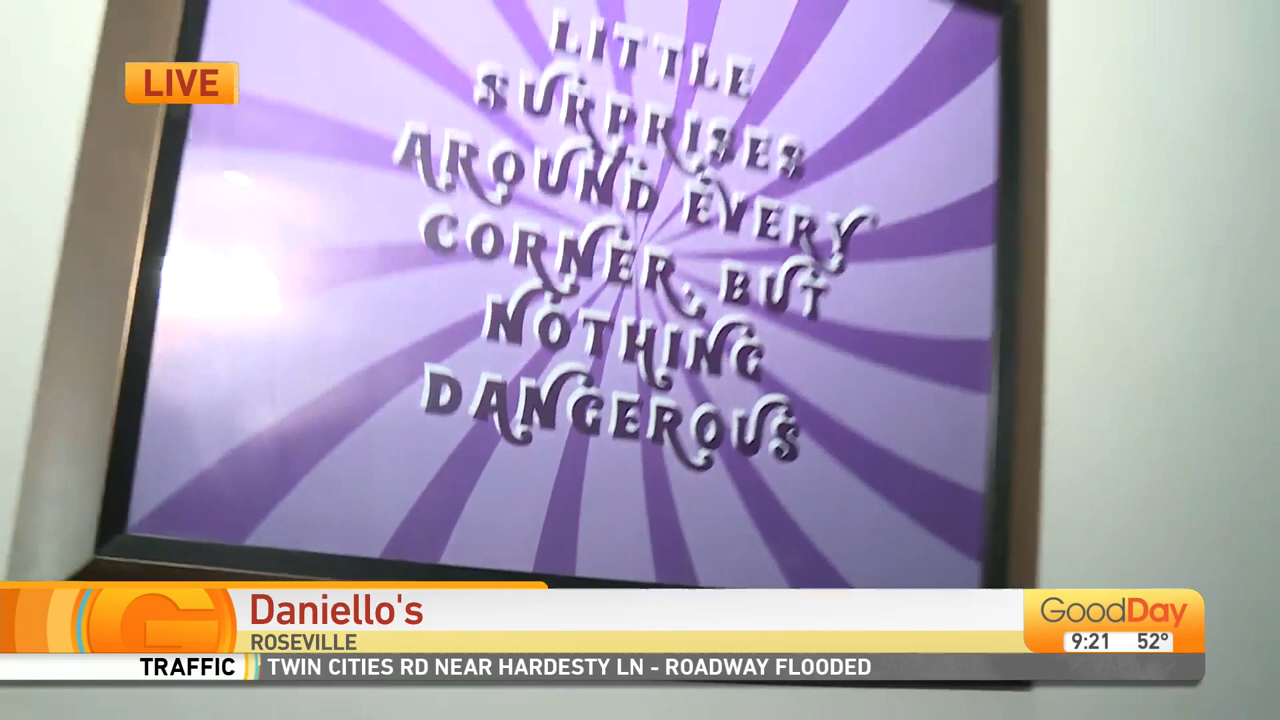 LIVE
LITTLE
SURPRISES
AROUND EVERY
CORNER, BUT
NOTHING
DANGEROUS
Daniello's
ROSEVILLE
GoodDay
9:21 52°
TRAFFIC TWIN CITIES RD NEAR HARDESTY LN - ROADWAY FLOODED